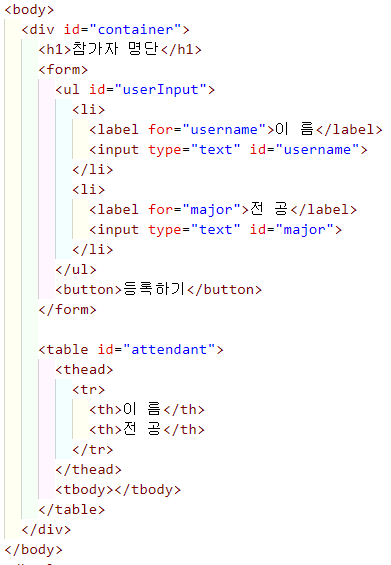 <body>
<div id="container">
<h1>참가자 명단</h1>
<form>
<ul id="userInput">
<li>
<label for="username">이 름</label>
<input type="text" id="username">
</li>
<li>
<label for="major">전 공</label>
<input type="text" id="major">
</li>
</ul>
<button>등록하기</button>
</form>
<table id="attendant">
<thead>
<tr>
<th>이 름</th>
<th>전 공</th>
</tr>
</thead>
<tbody></tbody>
</table>
</div>
</body>